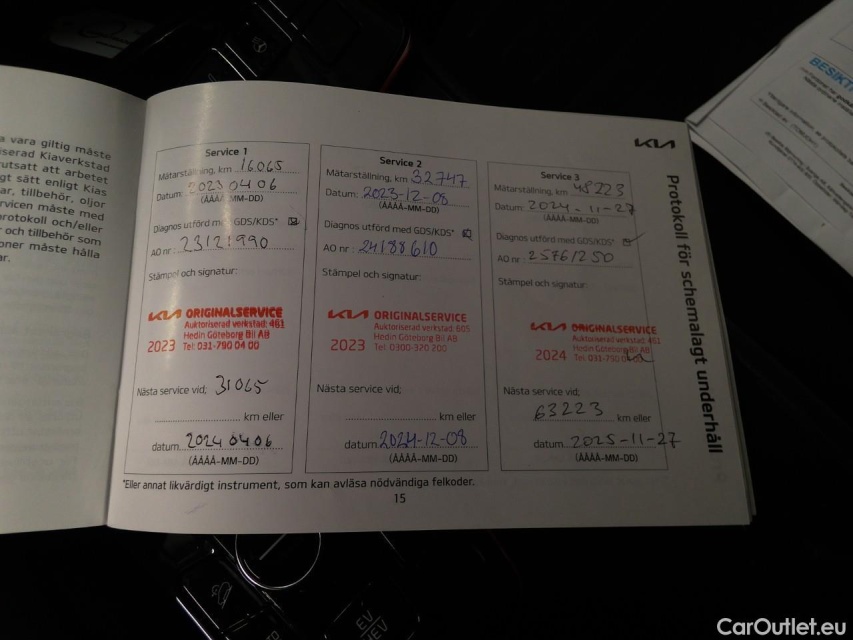 a vara giltig måste
iserad Kiaverkstad
rutsatt att arbetet
gt sätt enligt Kias
ar, tillbehör, oljor
rvicen måste med
protokoll och/eller
r och tillbehör som
oner måste hålla
ar.
Service 1
Mätarställning, km 16065
Datum: 2023 04 06
(ÅÅÅÅ-MM-DD)
Diagnos utförd med GDS/KDS*
AO nr: 23121990
Stämpel och signatur:
KIA ORIGINALSERVICE
Auktoriserad verkstad: 461
Hedin Göteborg Bil AB
2023 Tel: 031-790 04 00
Nästa service vid; 31065
km eller
datum. 2024 04 06
(ÅÅÅÅ-MM-DD)
Service 2
Mätarställning, km 32747
Datum: 2023-12-08
(ÅÅÅÅ-MM-DD)
Diagnos utförd med GDS/KDS*
AO nr: 24188610
Stämpel och signatur:
KIA ORIGINALSERVICE
Auktoriserad verkstad: 605
Hedin Göteborg Bil AB
2023 Tel: 0300-320 200
Nästa service vid;
km eller
datum. 2024-12-08
(ÅÅÅÅ-MM-DD)
Service 3
Mätarställning, km 48223
Datum: 2024-11-27
(ÅÅÅÅ-MM-DD)
Diagnos utförd med GDS/KDS*
AO nr: 25761250
Stämpel och signatur:
KIA ORIGINALSERVICE
Auktoriserad verkstad: 461
Hedin Göteborg Bil AB
2024 Tel: 031-790
Nästa service vid;
63223 km eller
datum. 2025-11-27
(ÅÅÅÅ-MM-DD)
*Eller annat likvärdigt instrument, som kan avläsa nödvändiga felkoder.
15
KIA
Protokoll för schemalagt underhåll
EV
HEV
CarOutlet.eu